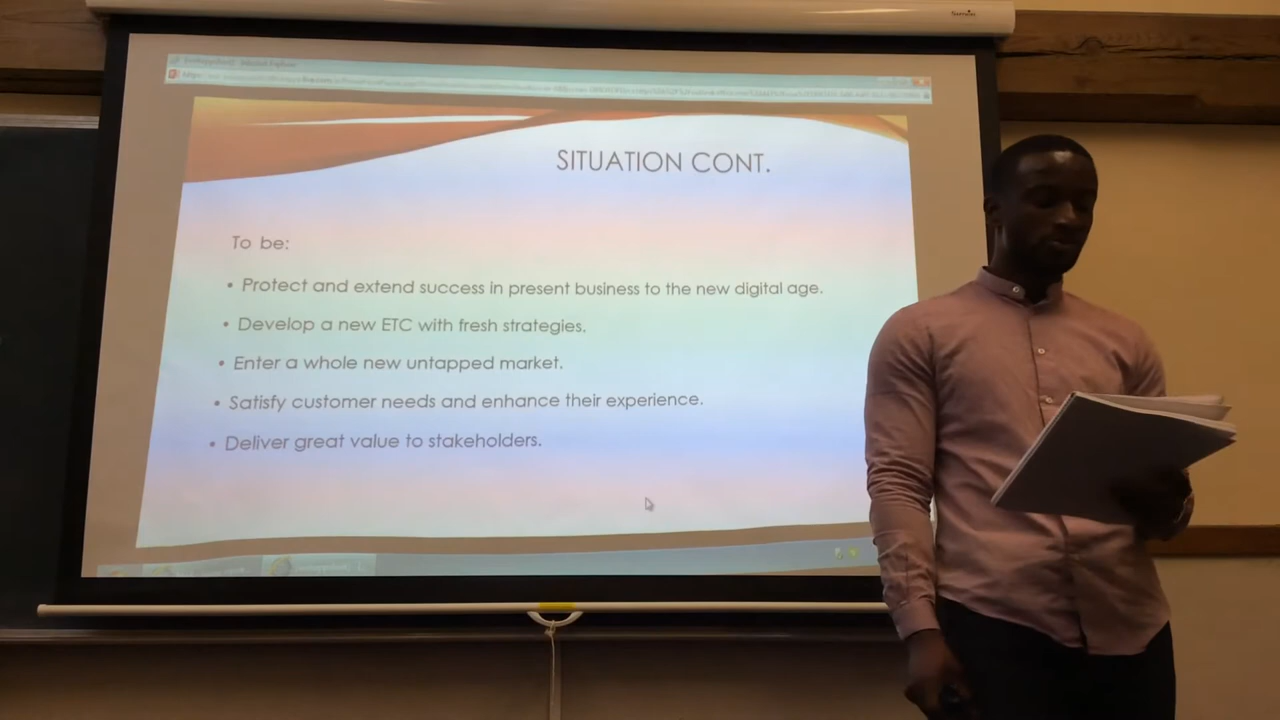 SITUATION CONT.
To be:
• Protect and extend success in present business to the new digital age.
• Develop a new ETC with fresh strategies.
• Enter a whole new untapped market.
• Satisfy customer needs and enhance their experience.
• Deliver great value to stakeholders.